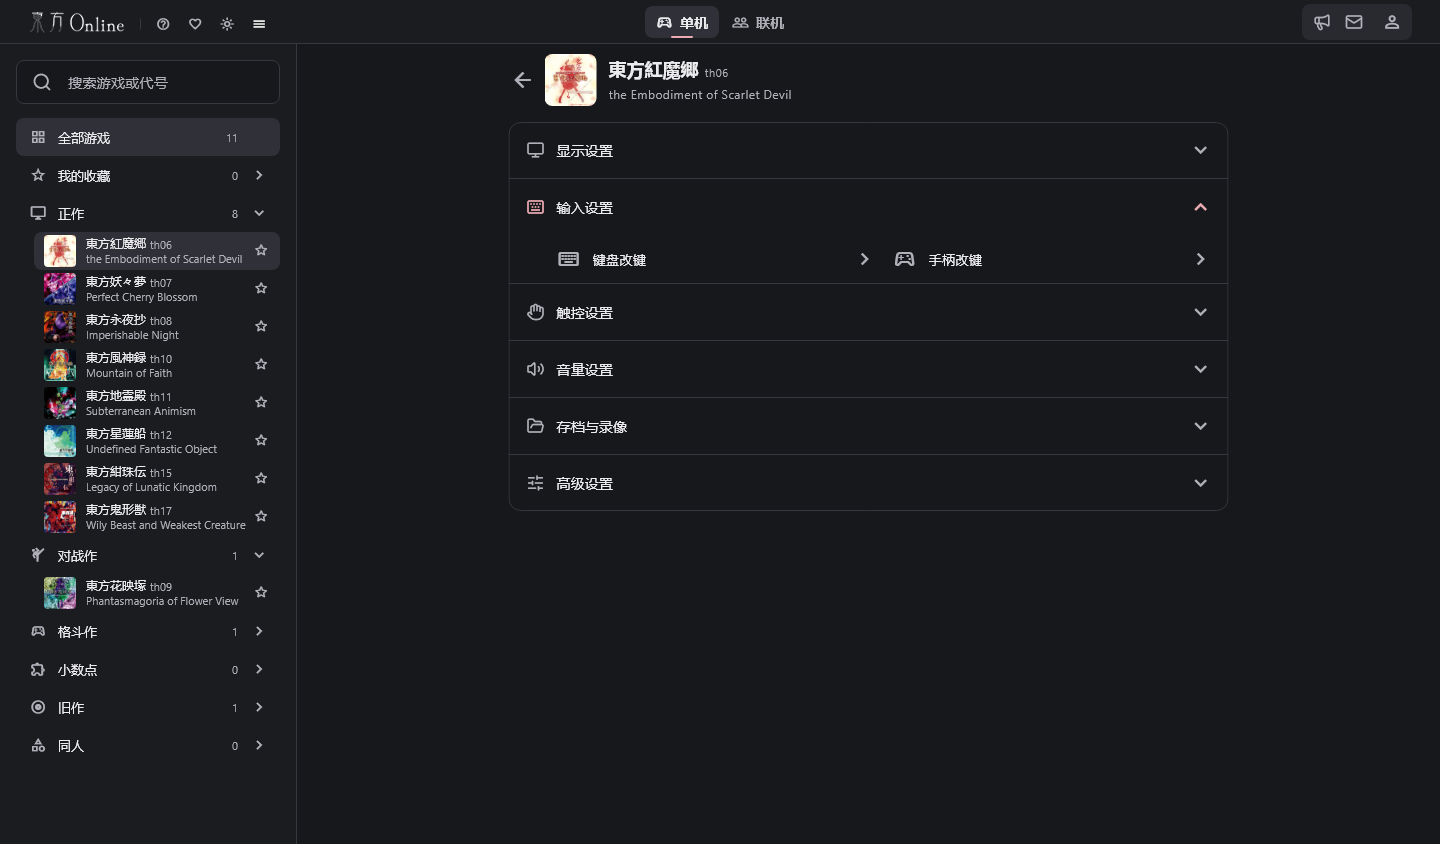 東方Online
单机
联机
搜索游戏或代号
全部游戏 11
我的收藏 0
正作 8
東方紅魔郷 th06
the Embodiment of Scarlet Devil
東方妖々夢 th07
Perfect Cherry Blossom
東方永夜抄 th08
Imperishable Night
東方風神録 th10
Mountain of Faith
東方地霊殿 th11
Subterranean Animism
東方星蓮船 th12
Undefined Fantastic Object
東方紺珠伝 th15
Legacy of Lunatic Kingdom
東方鬼形獣 th17
Wily Beast and Weakest Creature
对战作 1
東方花映塚 th09
Phantasmagoria of Flower View
格斗作 1
小数点 0
旧作 1
同人 0
東方紅魔郷 th06
the Embodiment of Scarlet Devil
显示设置
输入设置
键盘改键
手柄改键
触控设置
音量设置
存档与录像
高级设置